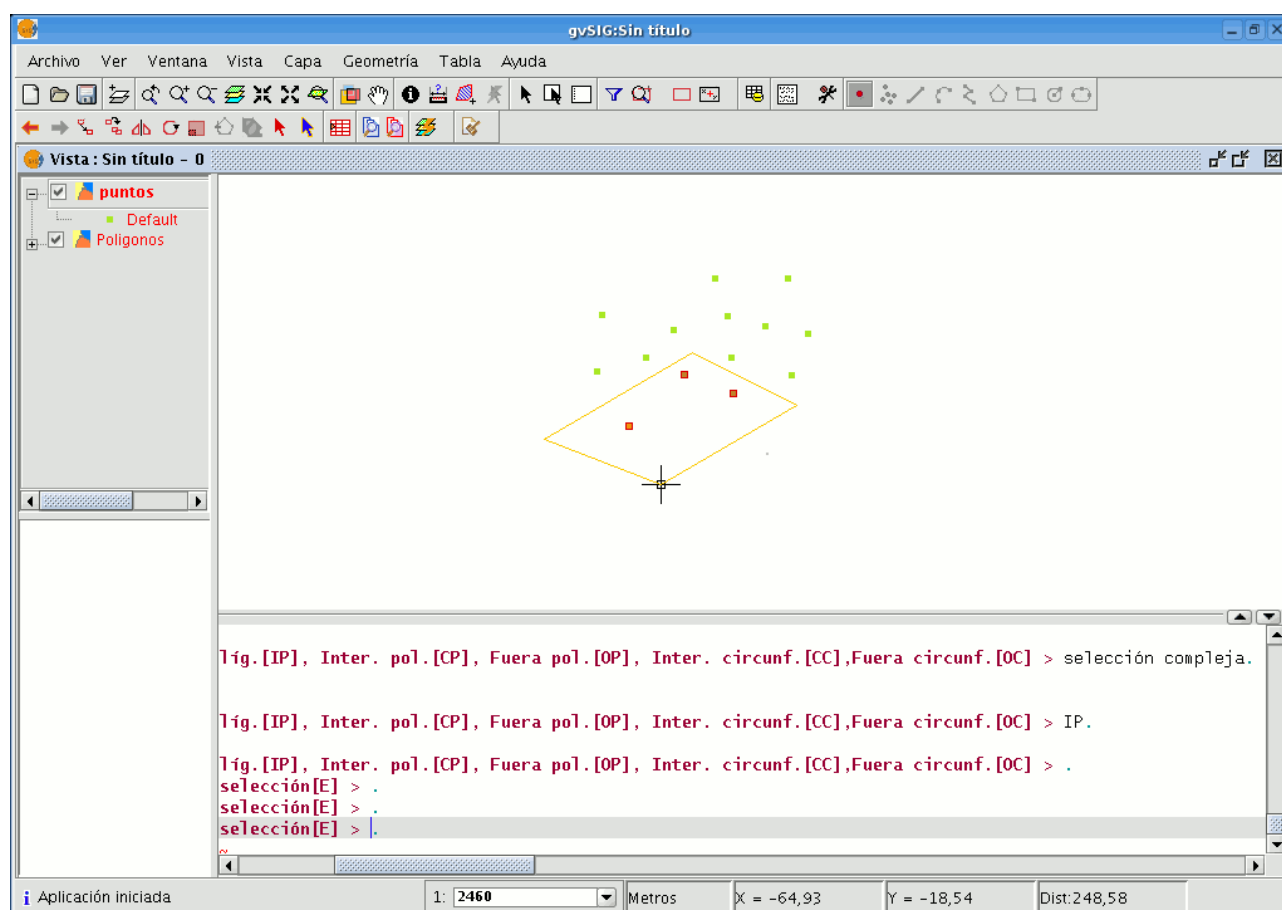 gvSIG:Sin título
Archivo Ver Ventana Vista Capa Geometría Tabla Ayuda
Vista : Sin título - 0
puntos
Default
Poligonos
líg.[IP], Inter. pol.[CP], Fuera pol.[OP], Inter. circunf.[CC],Fuera circunf.[OC] > selección compleja.
líg.[IP], Inter. pol.[CP], Fuera pol.[OP], Inter. circunf.[CC],Fuera circunf.[OC] > IP.
líg.[IP], Inter. pol.[CP], Fuera pol.[OP], Inter. circunf.[CC],Fuera circunf.[OC] > .
selección[E] > .
selección[E] > .
selección[E] > .
~
Aplicación iniciada 1: 2460 Metros X = -64,93 Y = -18,54 Dist:248,58